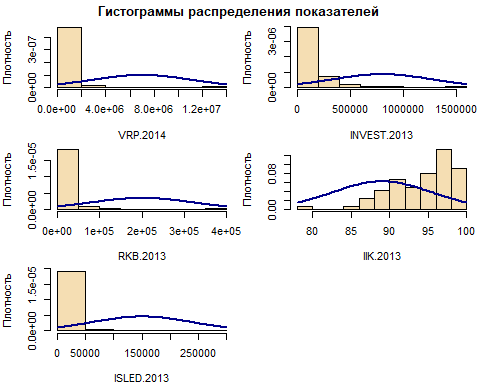 Гистограммы распределения показателей
Плотность
0e+00 3e-07
0.0e+00 4.0e+06 8.0e+06 1.2e+07
VRP.2014
Плотность
0e+00 3e-06
0 500000 1000000 1500000
INVEST.2013
Плотность
0.0e+00 1.5e-05
0e+00 1e+05 2e+05 3e+05 4e+05
RKB.2013
Плотность
0.00 0.08
80 85 90 95 100
IIK.2013
Плотность
0.0e+00 1.5e-05
0 50000 150000 250000
ISLED.2013